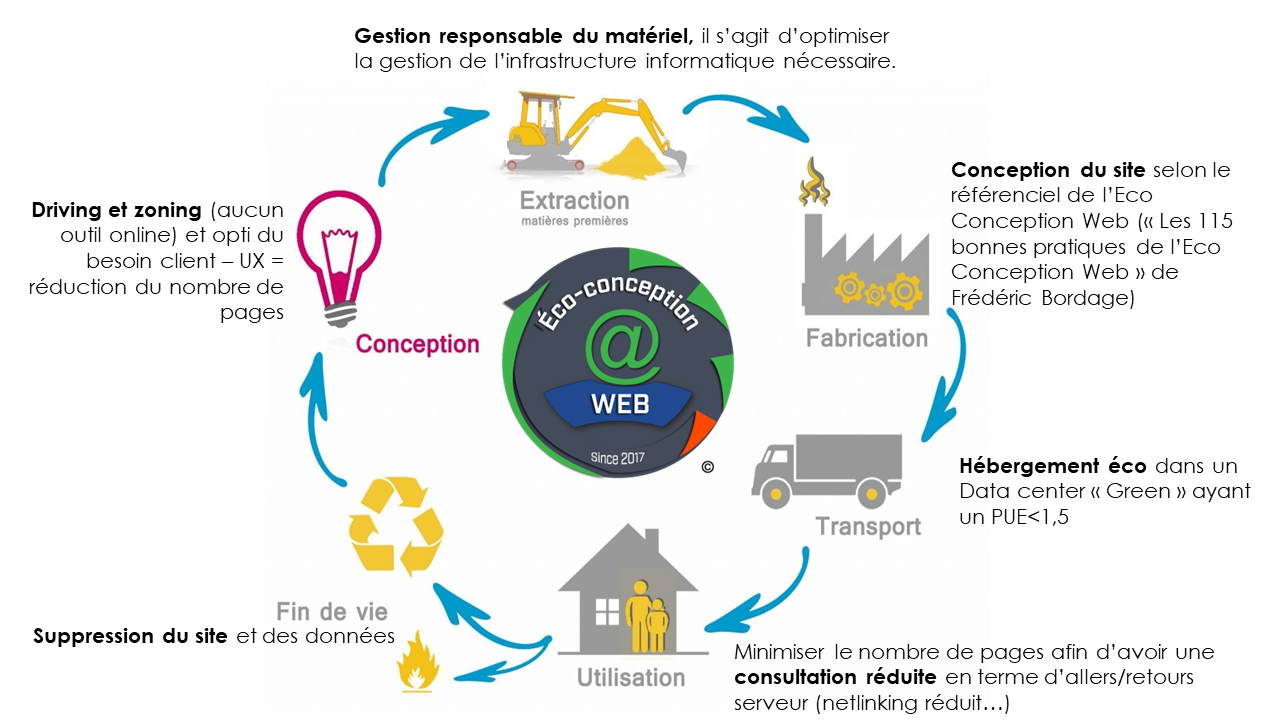 Gestion responsable du matériel, il s’agit d’optimiser
la gestion de l’infrastructure informatique nécessaire.
Extraction
matières premières
Conception du site selon le
référenciel de l’Eco
Conception Web (« Les 115
bonnes pratiques de l’Eco
Conception Web » de
Frédéric Bordage)
Fabrication
Driving et zoning (aucun
outil online) et opti du
besoin client – UX =
réduction du nombre de
pages
Conception
Éco-conception
@
WEB
Since 2017
©
Hébergement éco dans un
Data center « Green » ayant
un PUE<1,5
Transport
Fin de vie
Suppression du site et des données
Utilisation
Minimiser le nombre de pages afin d’avoir une
consultation réduite en terme d’allers/retours
serveur (netlinking réduit…)